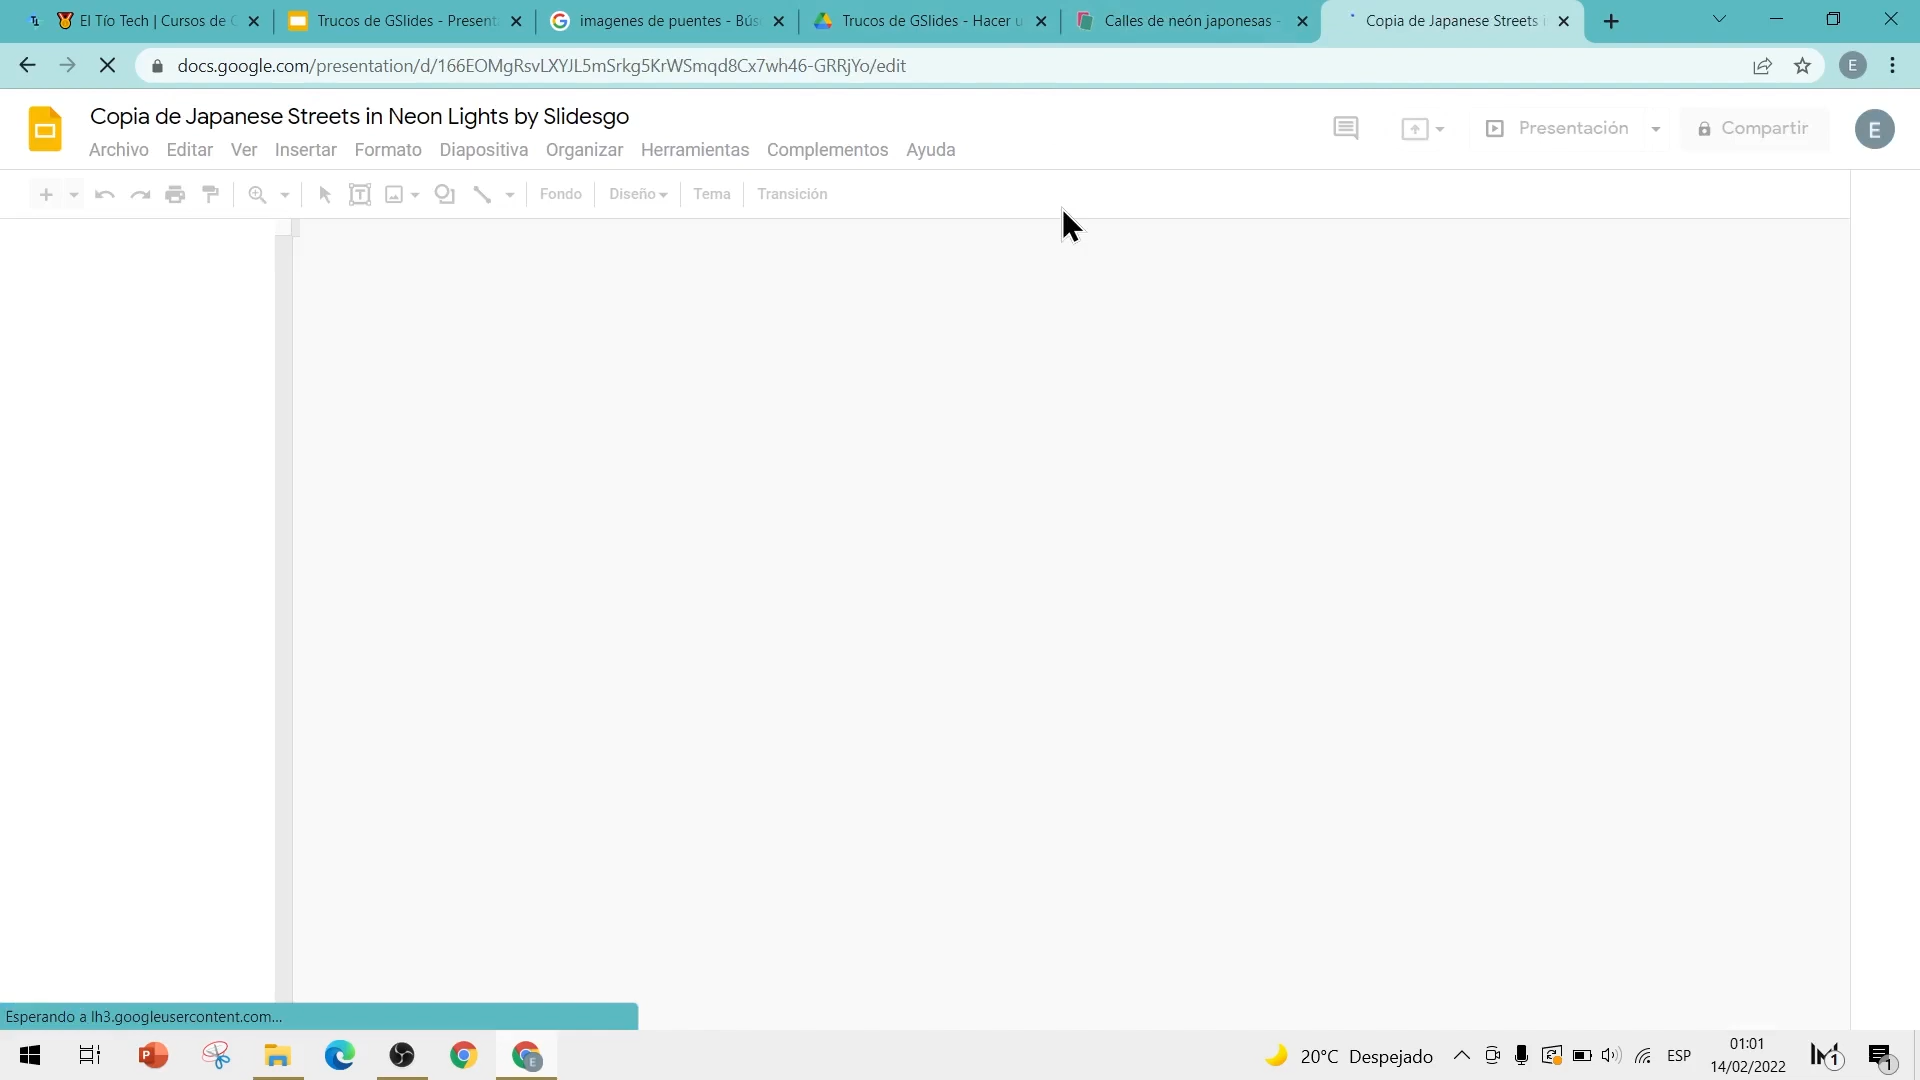 El Tío Tech | Cursos de
Trucos de GSlides - Present
imagenes de puentes - Bús
Trucos de GSlides - Hacer u
Calles de neón japonesas -
Copia de Japanese Streets i
docs.google.com/presentation/d/166EOMgRsvLXYJL5mSrkg5KrWSmqd8Cx7wh46-GRRjYo/edit
E
Copia de Japanese Streets in Neon Lights by Slidesgo
Presentación
Compartir
E
Archivo Editar Ver Insertar Formato Diapositiva Organizar Herramientas Complementos Ayuda
Fondo Diseño Tema Transición
Esperando a lh3.googleusercontent.com...
20°C Despejado
ESP
01:01
14/02/2022
1
1